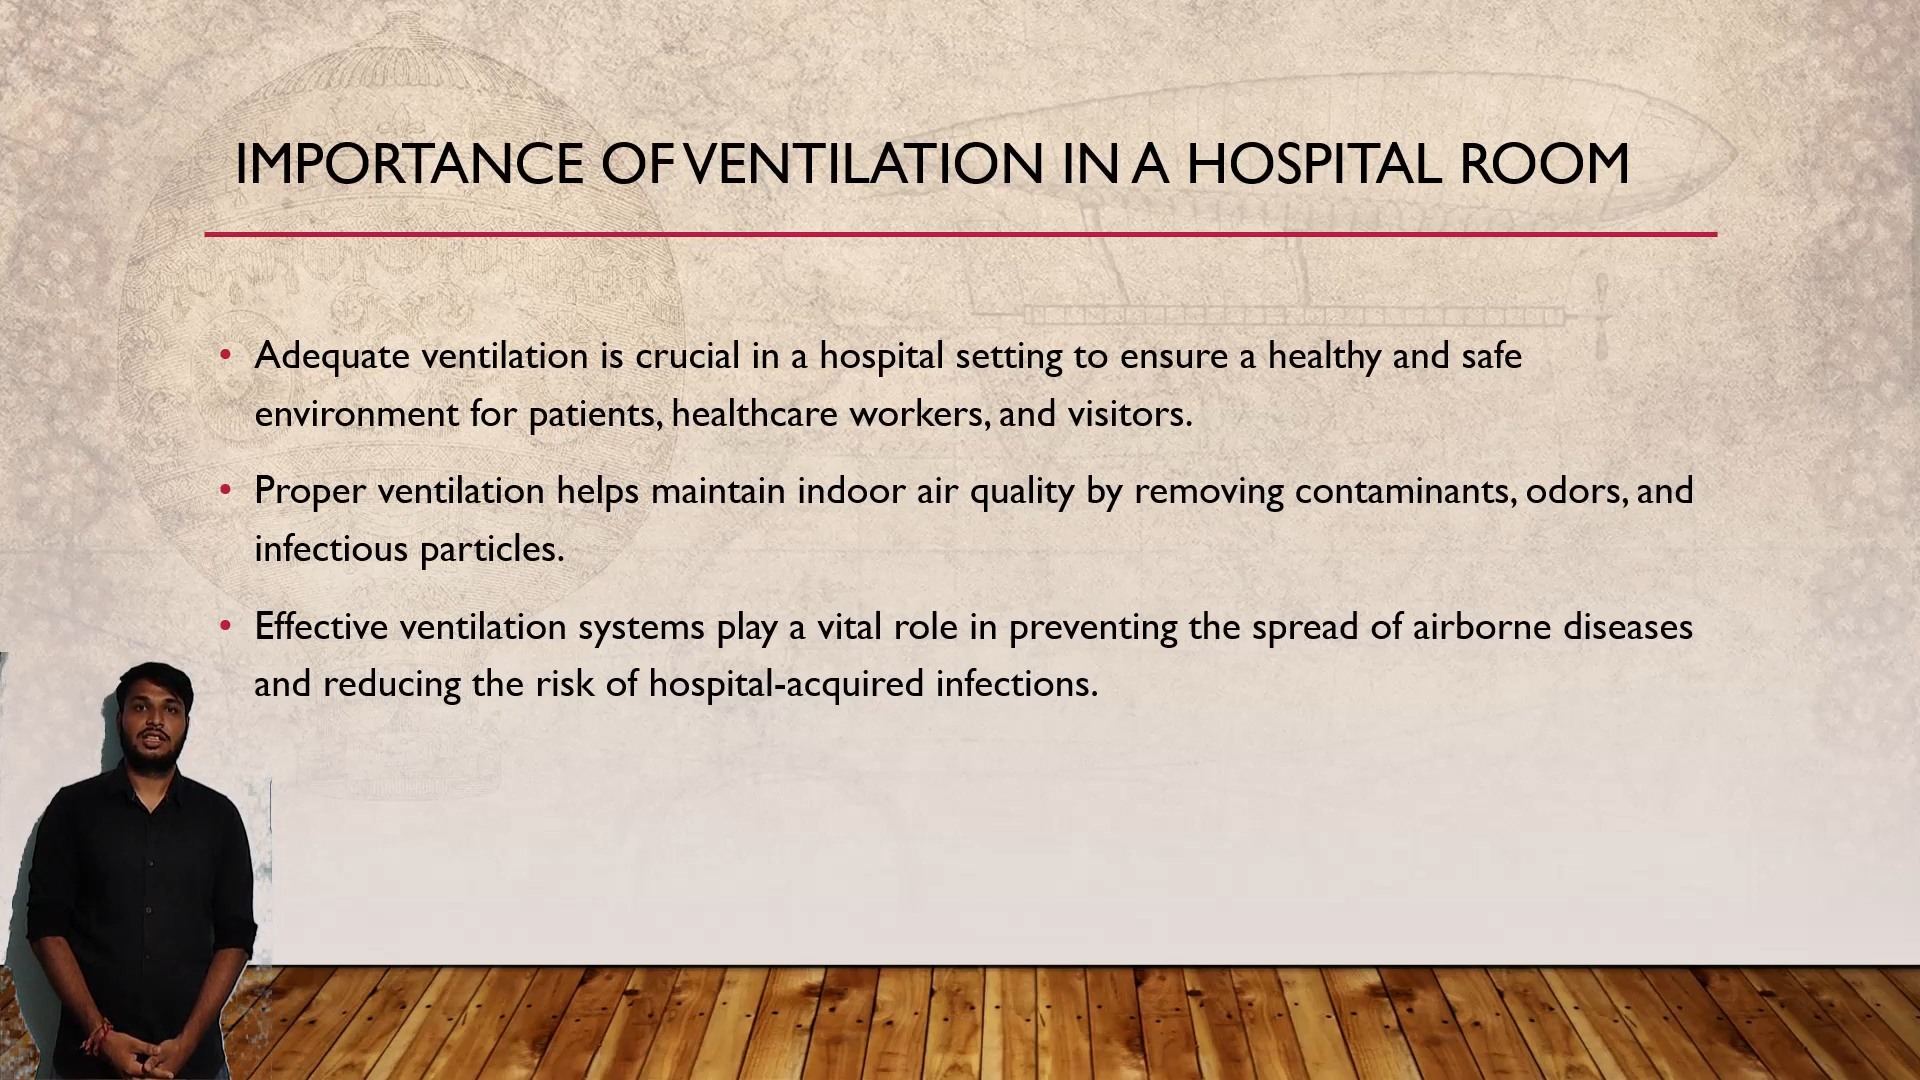 IMPORTANCE OF VENTILATION IN A HOSPITAL ROOM
• Adequate ventilation is crucial in a hospital setting to ensure a healthy and safe
environment for patients, healthcare workers, and visitors.
• Proper ventilation helps maintain indoor air quality by removing contaminants, odors, and
infectious particles.
• Effective ventilation systems play a vital role in preventing the spread of airborne diseases
and reducing the risk of hospital-acquired infections.